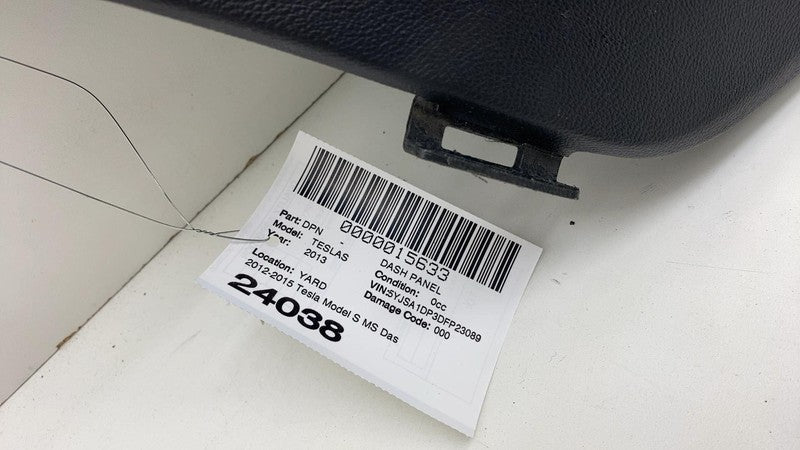 0000015633
Part: DPN - DASH PANEL
Model: TESLAS Condition: 0cc
Year: 2013 VIN:5YJSA1DP3DFP23089
Location: YARD Damage Code: 000
2012-2015 Tesla Model S MS Das
24038